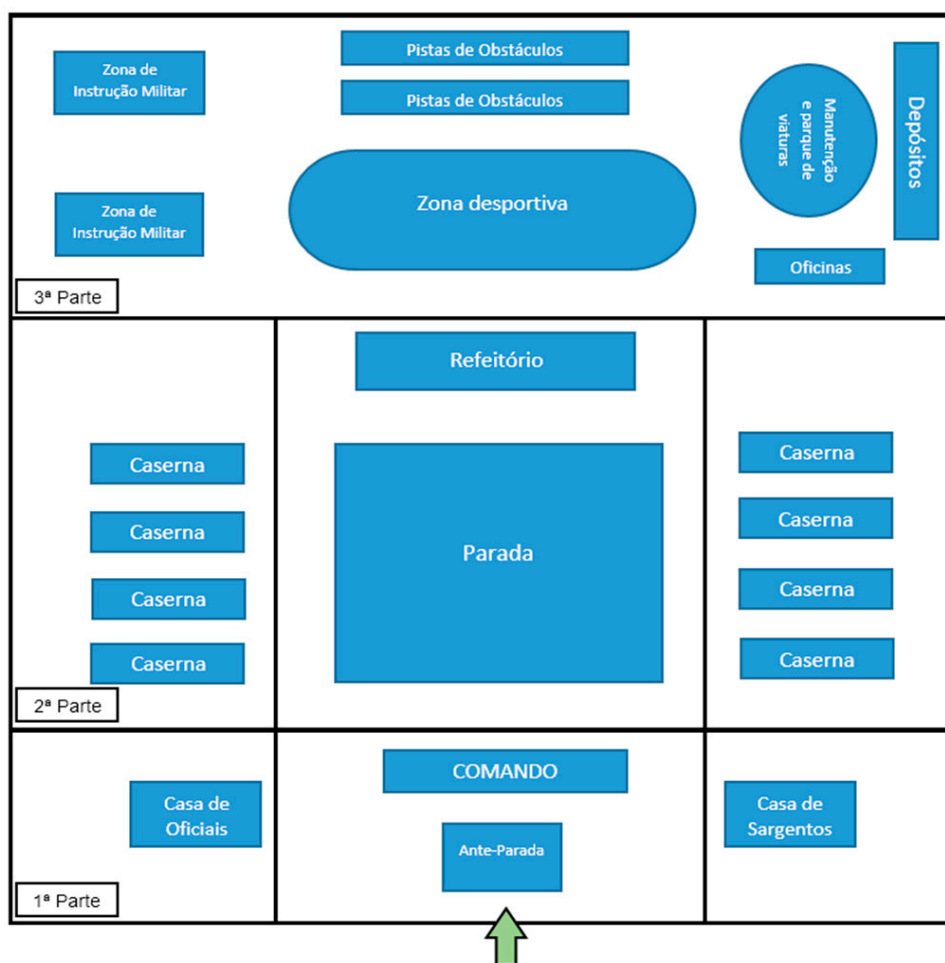 Pistas de Obstáculos
Zona de
Instrução Militar
Pistas de Obstáculos
Manutenção
e parque de
viaturas
Depósitos
Zona desportiva
Zona de
Instrução Militar
Oficinas
3ª Parte
Refeitório
Caserna
Caserna
Parada
Caserna
Caserna
Caserna
Caserna
Caserna
Caserna
2ª Parte
COMANDO
Casa de
Oficiais
Ante-Parada
Casa de
Sargentos
1ª Parte